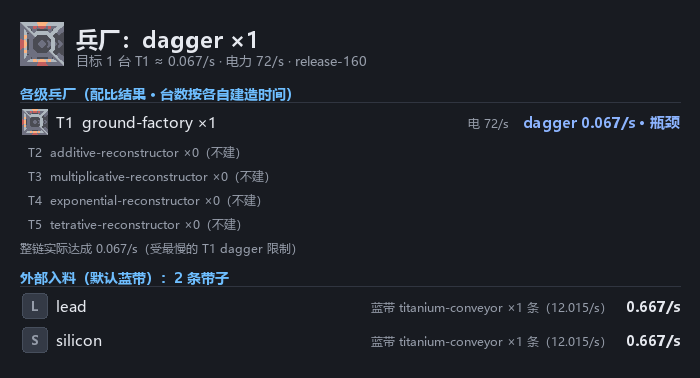 兵厂：dagger ×1
目标 1 台 T1 ≈ 0.067/s · 电力 72/s · release-160
各级兵厂（配比结果 • 台数按各自建造时间）
T1 ground-factory ×1 电 72/s dagger 0.067/s • 瓶颈
T2 additive-reconstructor ×0（不建）
T3 multiplicative-reconstructor ×0（不建）
T4 exponential-reconstructor ×0（不建）
T5 tetrative-reconstructor ×0（不建）
整链实际达成 0.067/s（受最慢的 T1 dagger 限制）
外部入料（默认蓝带）：2 条带子
L lead 蓝带 titanium-conveyor ×1 条（12.015/s） 0.667/s
S silicon 蓝带 titanium-conveyor ×1 条（12.015/s） 0.667/s